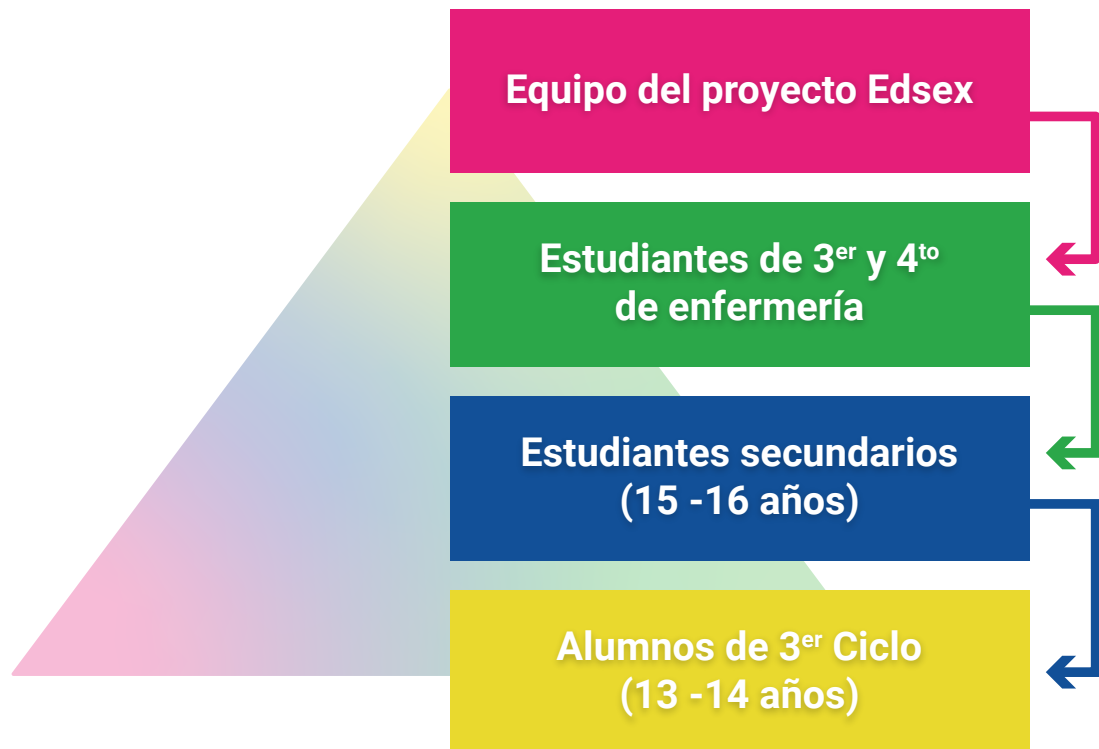 Equipo del proyecto Edsex
Estudiantes de 3er y 4to
de enfermería
Estudiantes secundarios
(15 -16 años)
Alumnos de 3er Ciclo
(13 -14 años)